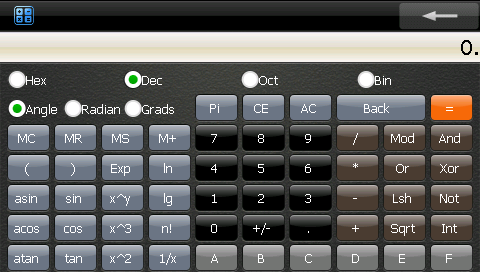 0.
Hex Dec Oct Bin
Angle Radian Grads Pi CE AC Back =
MC MR MS M+ 7 8 9 / Mod And
( ) Exp ln 4 5 6 * Or Xor
asin sin x^y lg 1 2 3 - Lsh Not
acos cos x^3 n! 0 +/- . + Sqrt Int
atan tan x^2 1/x A B C D E F